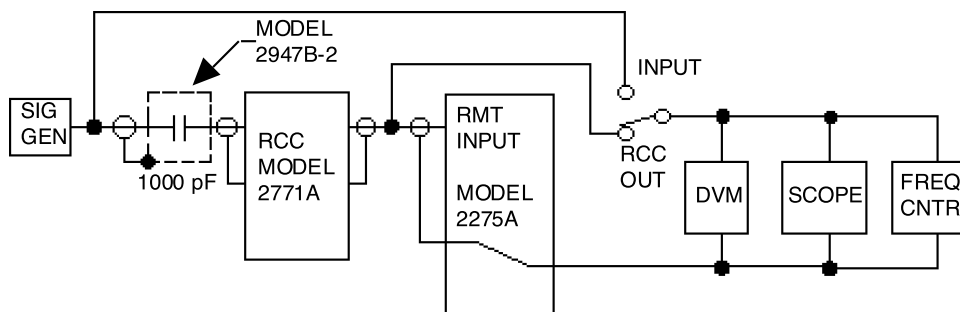 MODEL
2947B-2
SIG
GEN
1000 pF
RCC
MODEL
2771A
RMT
INPUT
MODEL
2275A
INPUT
RCC
OUT
DVM
SCOPE
FREQ
CNTR